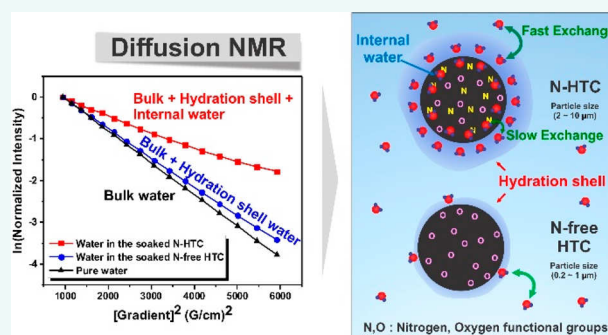 Diffusion NMR
ln(Normalized Intensity)
0
-1
-2
-3
-4
Bulk + Hydration shell +
Internal water
Bulk + Hydration shell water
Bulk water
Water in the soaked N-HTC
Water in the soaked N-free HTC
Pure water
1000 2000 3000 4000 5000 6000
[Gradient]² (G/cm)²
Internal
water
Fast Exchang
N-HTC
Particle size
(2 ~ 10 μm)
N N N N N N N N
O O O O O O
Slow Exchange
Hydration shell
N-free
HTC
Particle size
(0.2 ~ 1 μm)
O O O O O O O O O O O O
N,O : Nitrogen, Oxygen functional groups